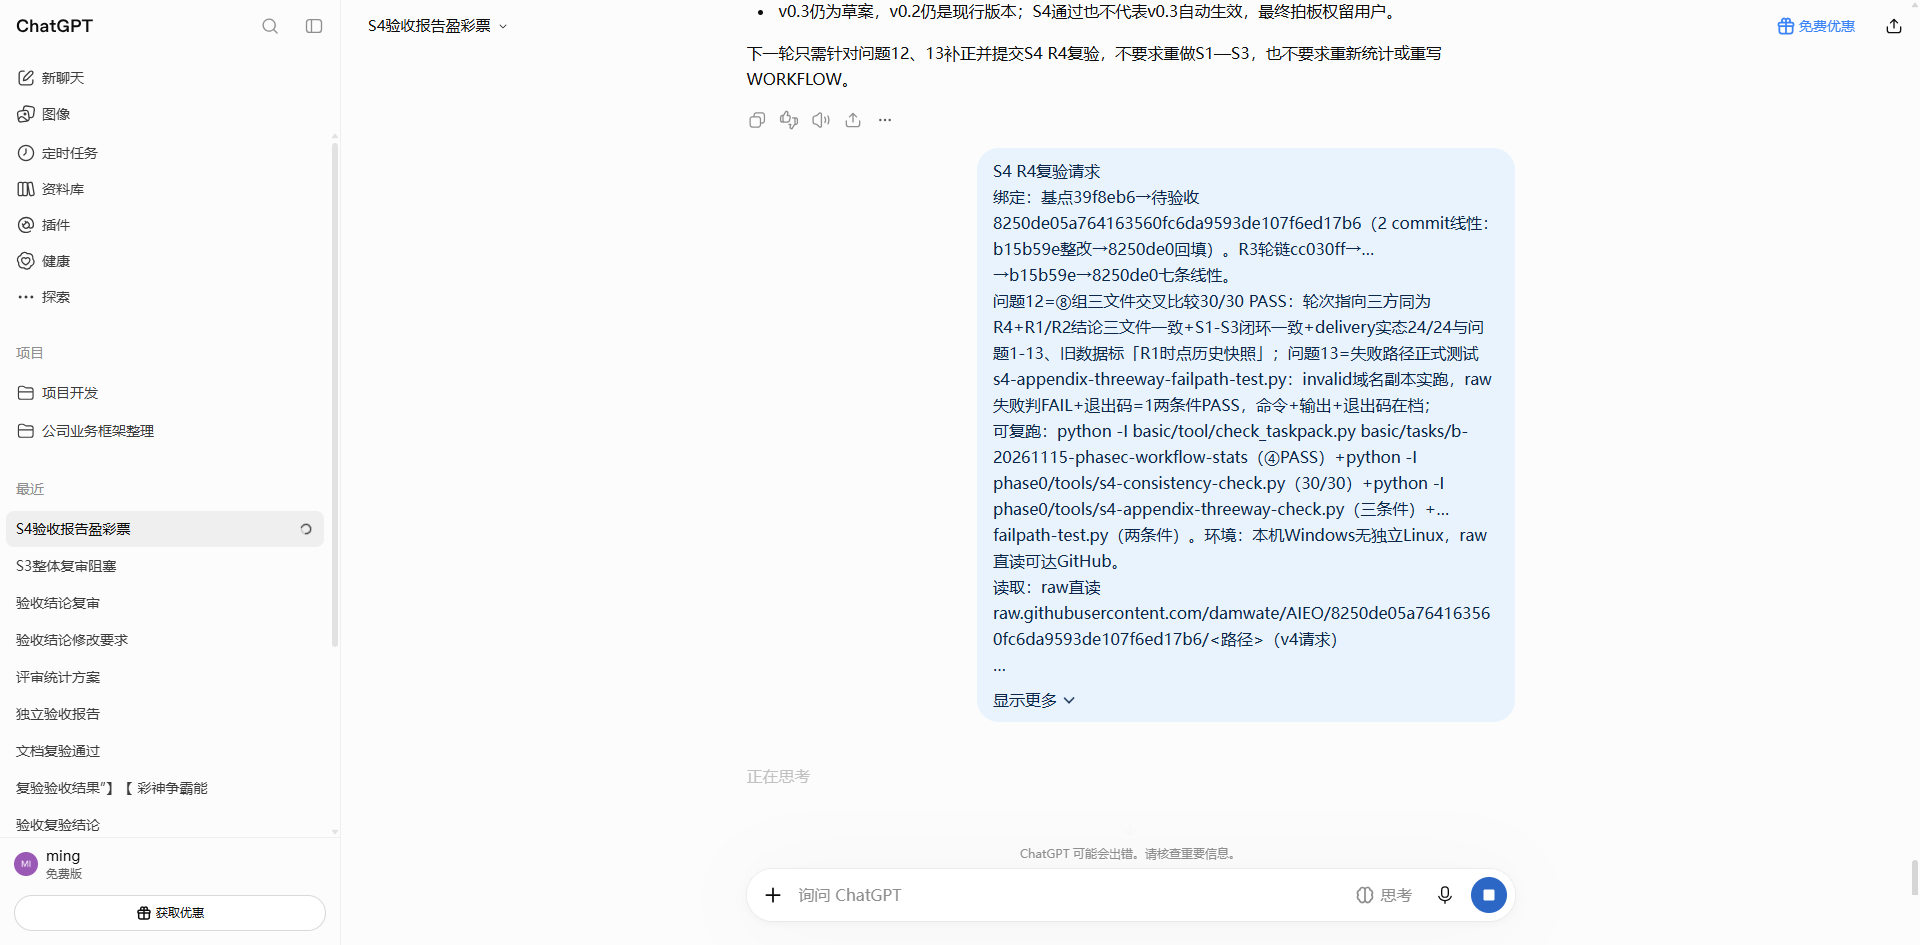 ChatGPT
新聊天
图像
定时任务
资料库
插件
健康
探索
项目
项目开发
公司业务框架整理
最近
S4验收报告盈彩票
S3整体复审阻塞
验收结论复审
验收结论修改要求
评审统计方案
独立验收报告
文档复验通过
复验验收结果”】【 彩神争霸能
验收复验结论
MI
ming
免费版
获取优惠
S4验收报告盈彩票
免费优惠
• v0.3仍为草案，v0.2仍是现行版本；S4通过也不代表v0.3自动生效，最终拍板权留用户。
下一轮只需针对问题12、13补正并提交S4 R4复验，不要求重做S1—S3，也不要求重新统计或重写
WORKFLOW。
S4 R4复验请求
绑定：基点39f8eb6→待验收
8250de05a764163560fc6da9593de107f6ed17b6（2 commit线性：
b15b59e整改→8250de0回填）。R3轮链cc030ff→...
→b15b59e→8250de0七条线性。
问题12=⑧组三文件交叉比较30/30 PASS：轮次指向三方同为
R4+R1/R2结论三文件一致+S1-S3闭环一致+delivery实态24/24与问
题1-13、旧数据标「R1时点历史快照」；问题13=失败路径正式测试
s4-appendix-threeway-failpath-test.py：invalid域名副本实跑，raw
失败判FAIL+退出码=1两条件PASS，命令+输出+退出码在档；
可复跑：python -I basic/tool/check_taskpack.py basic/tasks/b-
20261115-phasec-workflow-stats（④PASS）+python -I
phase0/tools/s4-consistency-check.py（30/30）+python -I
phase0/tools/s4-appendix-threeway-check.py（三条件）+...
failpath-test.py（两条件）。环境：本机Windows无独立Linux，raw
直读可达GitHub。
读取：raw直读
raw.githubusercontent.com/damwate/AIEO/8250de05a76416356
0fc6da9593de107f6ed17b6/<路径>（v4请求）
...
显示更多
正在思考
ChatGPT 可能会出错。请核查重要信息。
询问 ChatGPT
思考